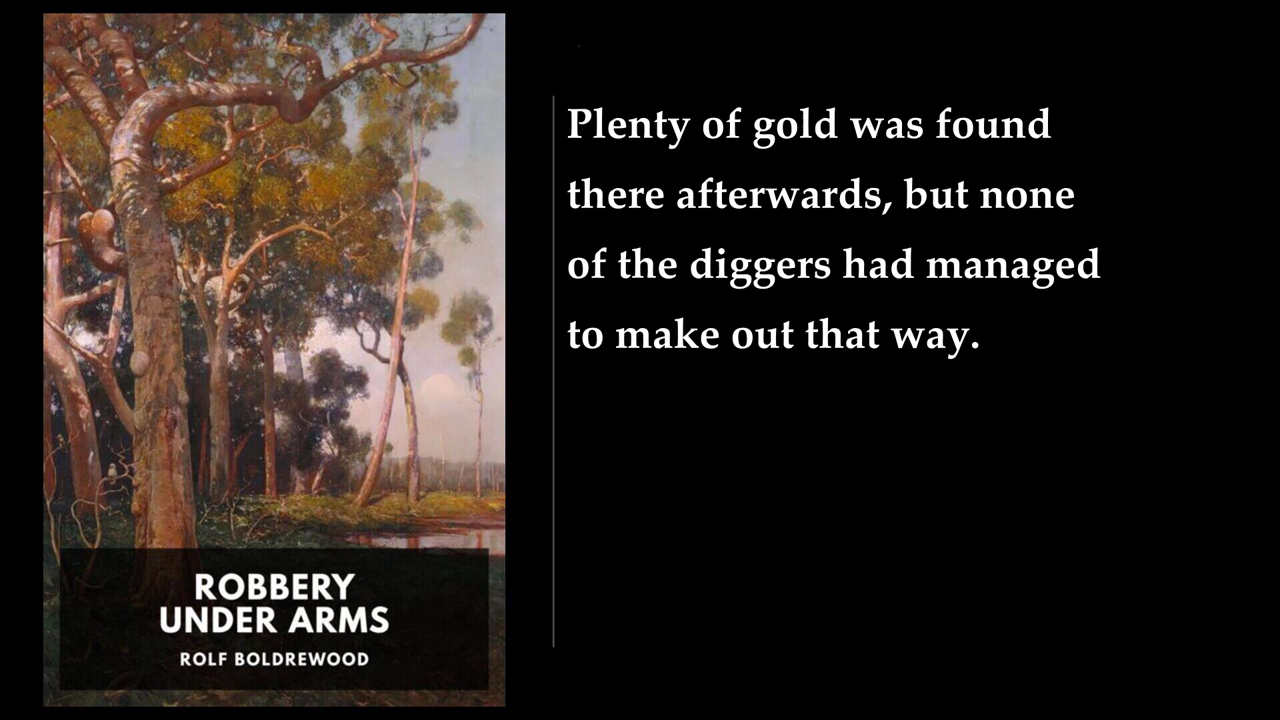 Plenty of gold was found
there afterwards, but none
of the diggers had managed
to make out that way.
ROBBERY
UNDER ARMS
ROLF BOLDREWOOD